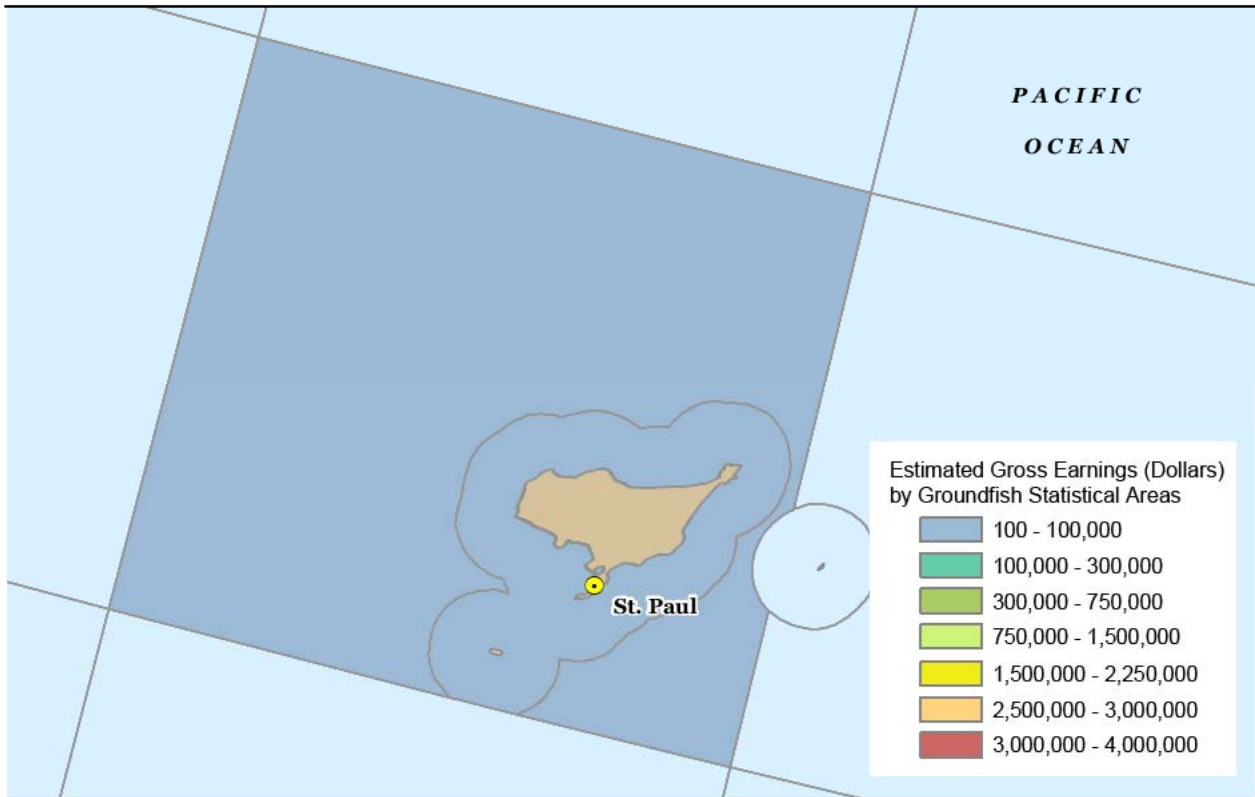 PACIFIC
OCEAN
St. Paul
Estimated Gross Earnings (Dollars)
by Groundfish Statistical Areas
100 - 100,000
100,000 - 300,000
300,000 - 750,000
750,000 - 1,500,000
1,500,000 - 2,250,000
2,500,000 - 3,000,000
3,000,000 - 4,000,000